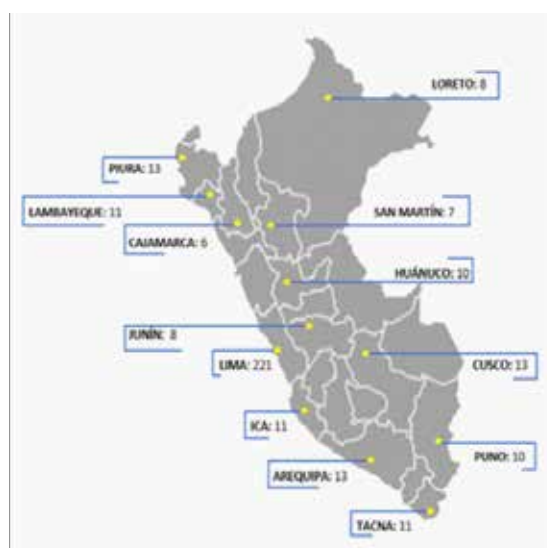 LORETO: 8
PIURA: 13
LAMBAYEQUE: 11
SAN MARTÍN: 7
CAJAMARCA: 6
HUÁNUCO: 10
JUNÍN: 8
LIMA: 221
CUSCO: 13
ICA: 11
PUNO: 10
AREQUIPA: 13
TACNA: 11